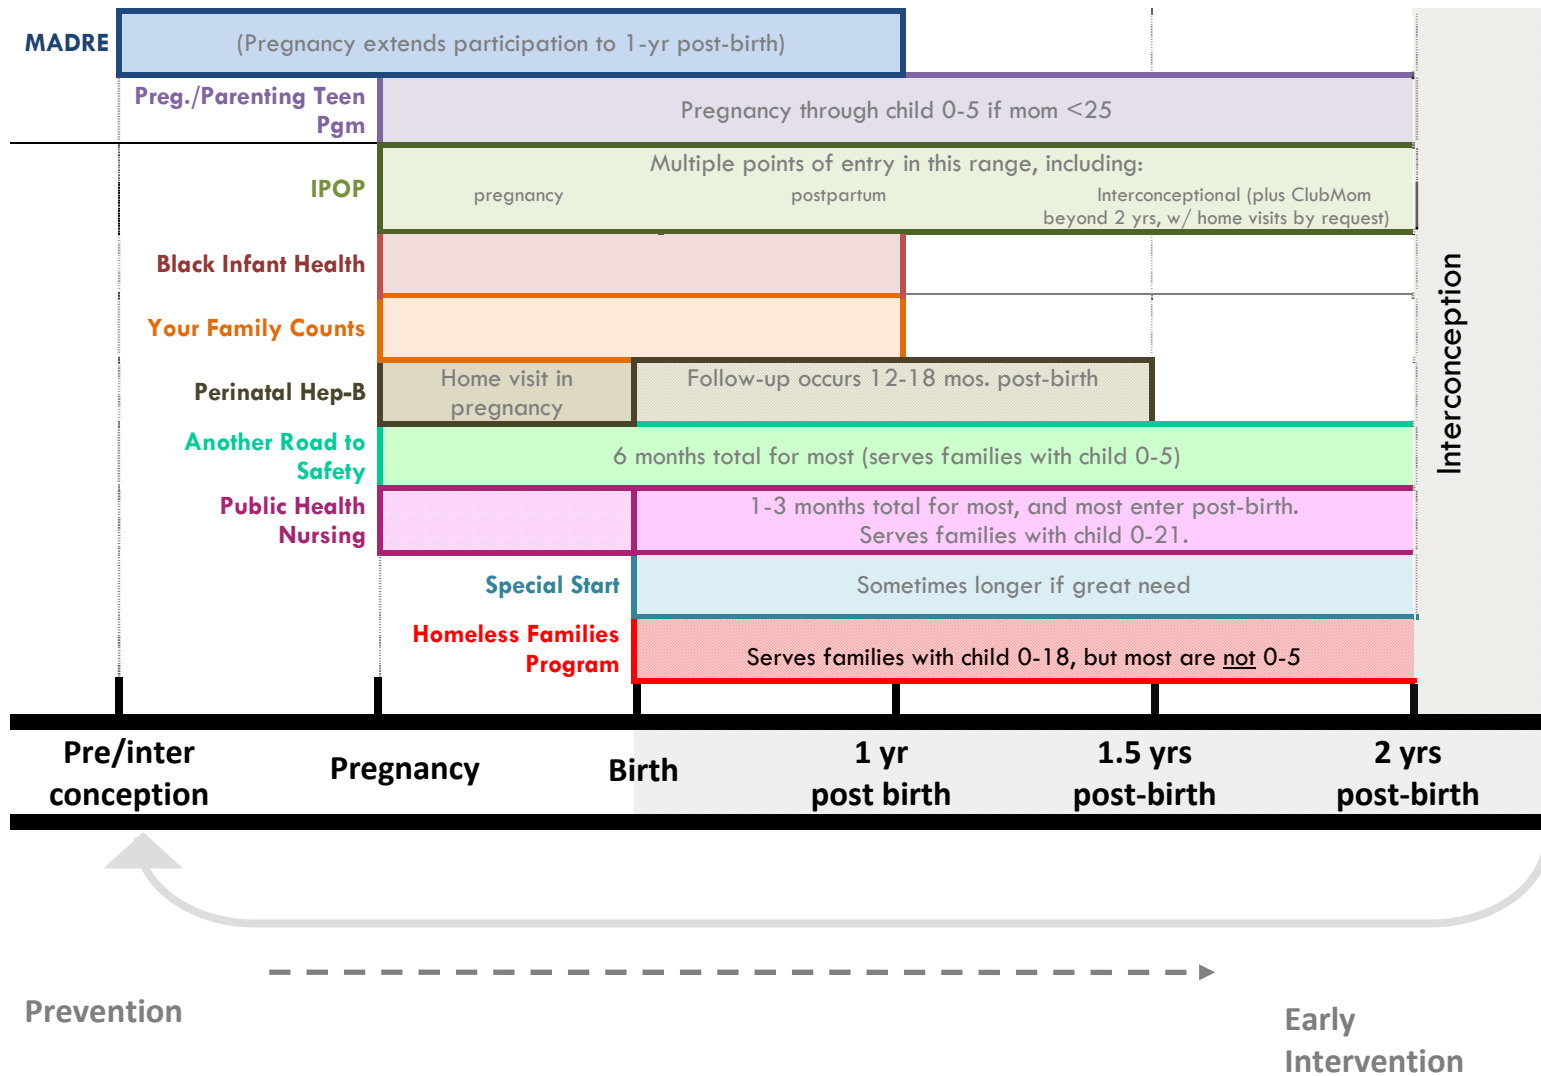 MADRE
(Pregnancy extends participation to 1-yr post-birth)
Preg./Parenting Teen
Pgm
Pregnancy through child 0-5 if mom <25
IPOP
Multiple points of entry in this range, including:
pregnancy
postpartum
Interconceptional (plus ClubMom
beyond 2 yrs, w/ home visits by request)
Black Infant Health
Your Family Counts
Perinatal Hep-B
Home visit in
pregnancy
Follow-up occurs 12-18 mos. post-birth
Another Road to
Safety
6 months total for most (serves families with child 0-5)
Public Health
Nursing
1-3 months total for most, and most enter post-birth.
Serves families with child 0-21.
Special Start
Sometimes longer if great need
Homeless Families
Program
Serves families with child 0-18, but most are not 0-5
Interconception
Pre/inter
conception
Pregnancy
Birth
1 yr
post birth
1.5 yrs
post-birth
2 yrs
post-birth
Prevention
Early
Intervention